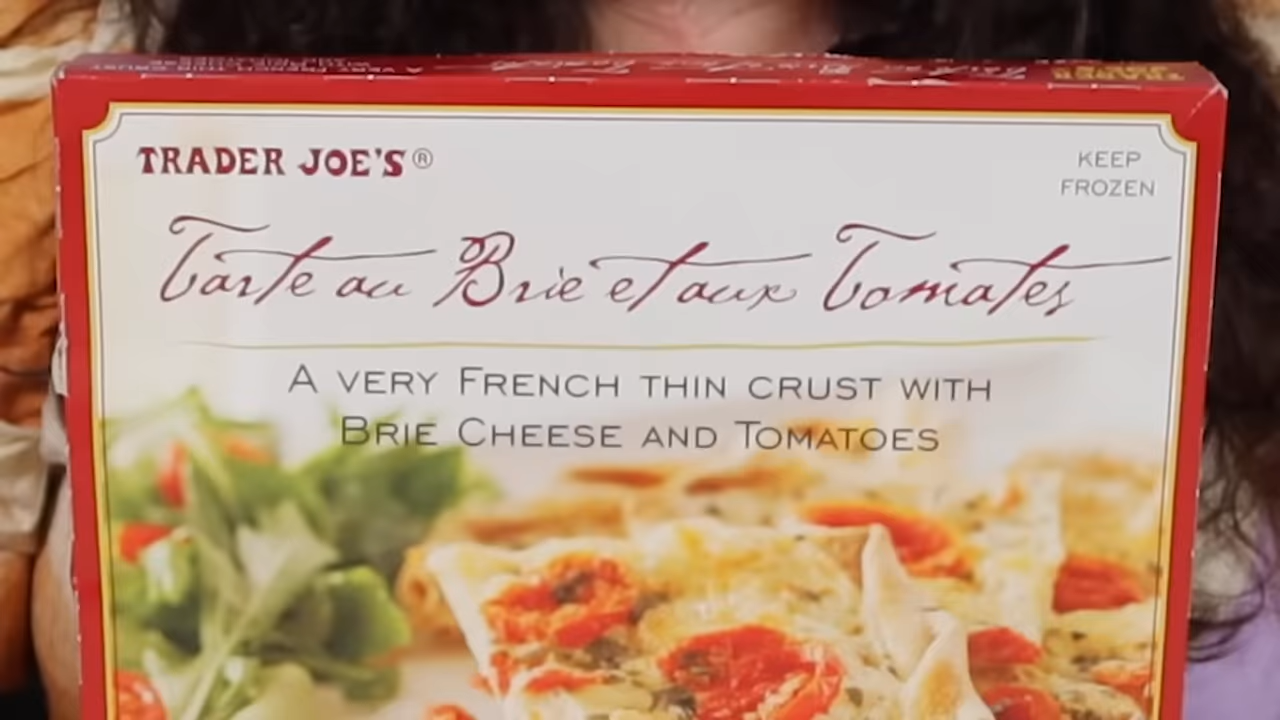 TRADER JOE'S®
KEEP
FROZEN
Tarte au Brie et aux Tomates
A VERY FRENCH THIN CRUST WITH
BRIE CHEESE AND TOMATOES